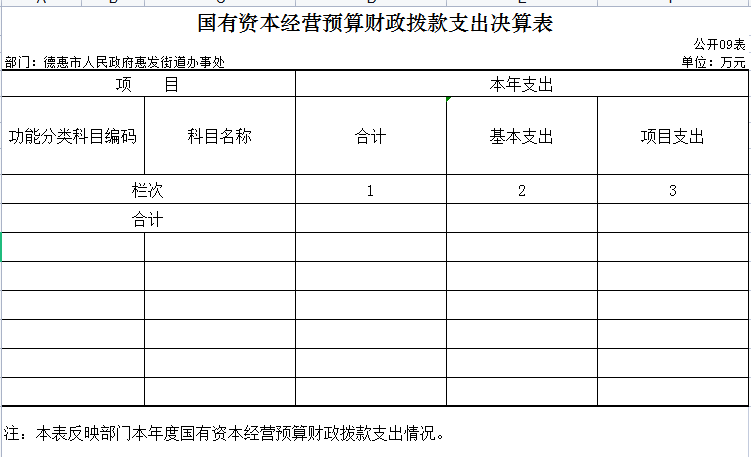 国有资本经营预算财政拨款支出决算表
公开09表
部门：德惠市人民政府惠发街道办事处 单位：万元
项 目 本年支出
功能分类科目编码 科目名称 合计 基本支出 项目支出
栏次 1 2 3
合计
注：本表反映部门本年度国有资本经营预算财政拨款支出情况。